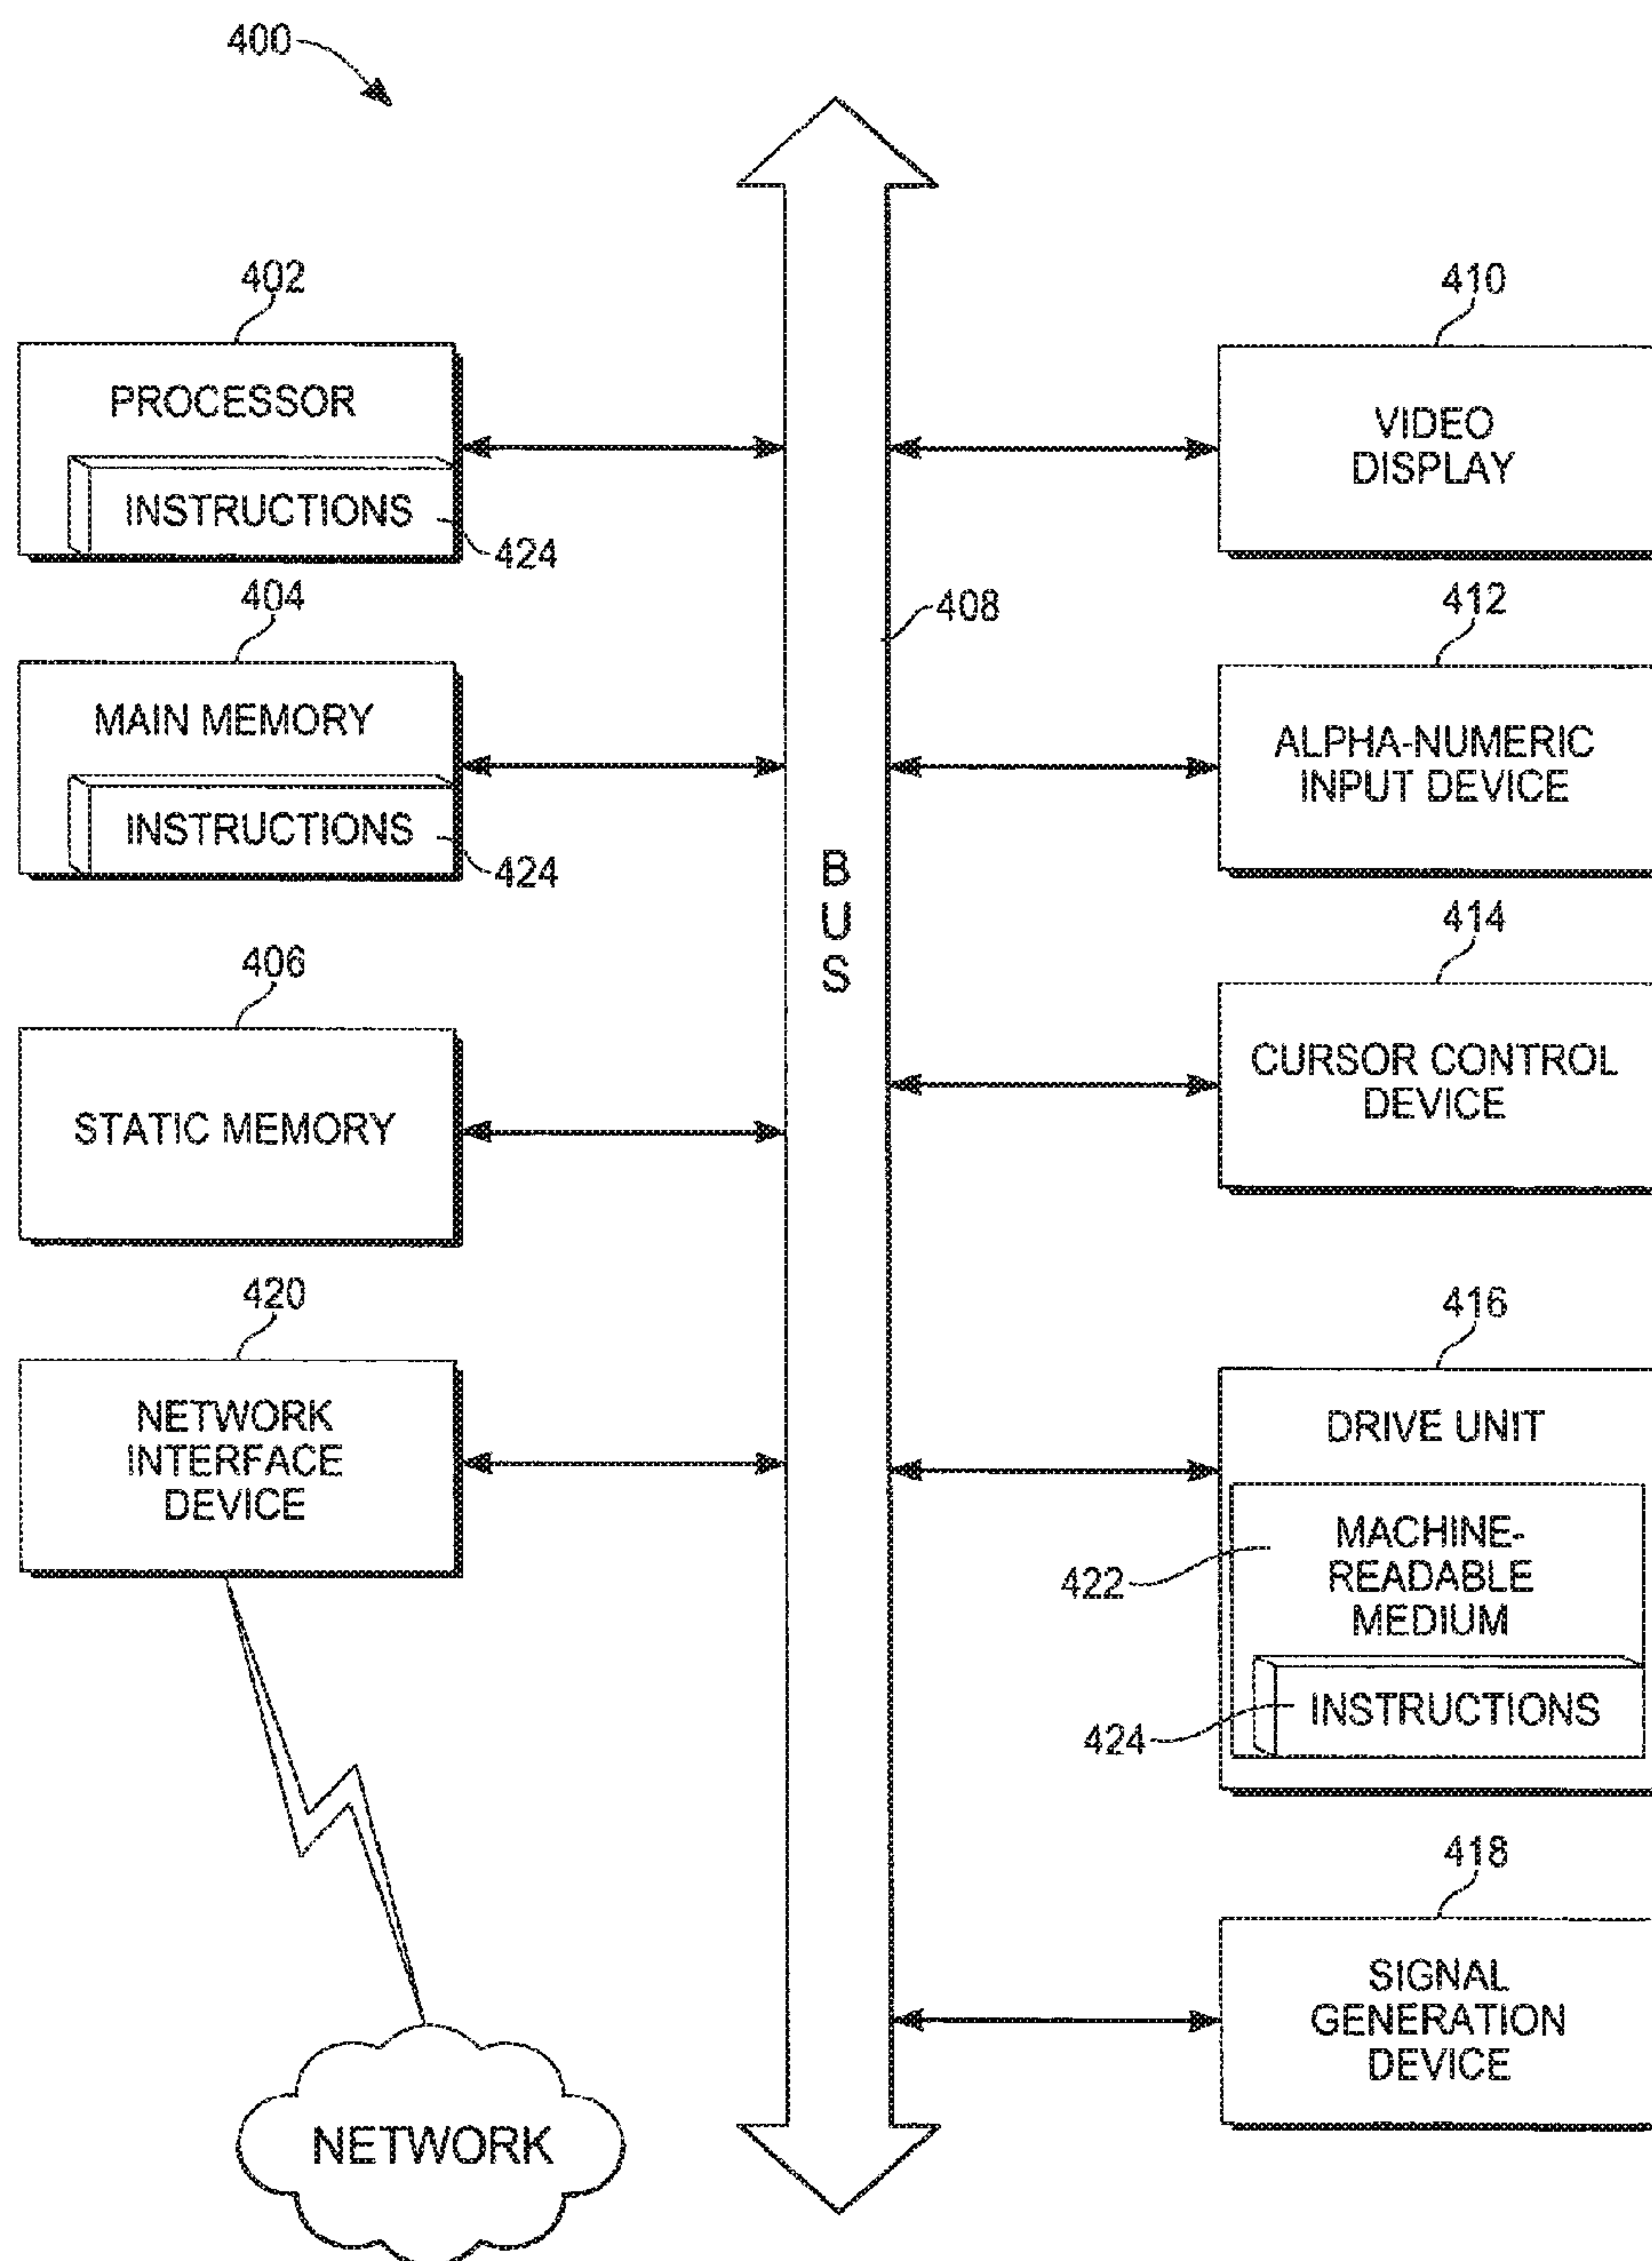 400
402
PROCESSOR
INSTRUCTIONS
424
404
MAIN MEMORY
INSTRUCTIONS
424
406
STATIC MEMORY
420
NETWORK
INTERFACE
DEVICE
NETWORK
408
B
U
S
410
VIDEO
DISPLAY
412
ALPHA-NUMERIC
INPUT DEVICE
414
CURSOR CONTROL
DEVICE
416
DRIVE UNIT
422
MACHINE-
READABLE
MEDIUM
424
INSTRUCTIONS
418
SIGNAL
GENERATION
DEVICE